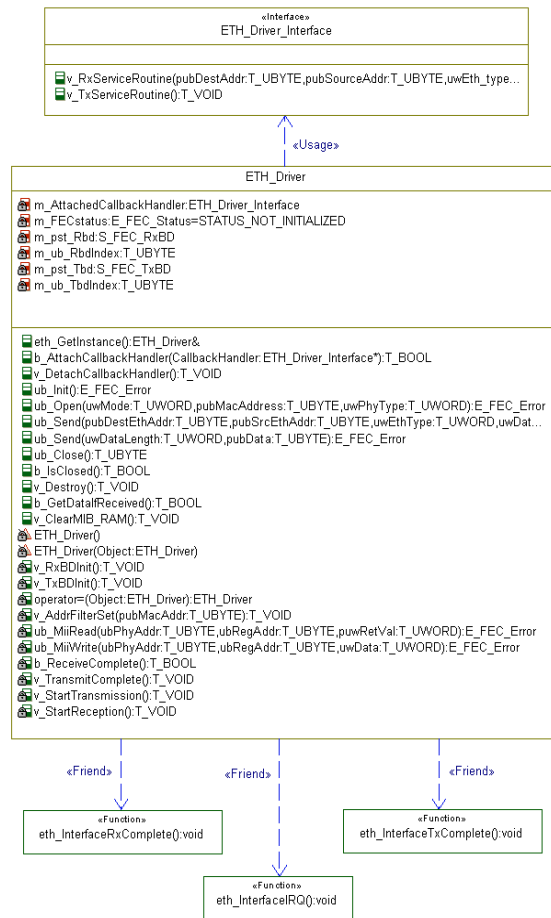 «Interface»
ETH_Driver_Interface
v_RxServiceRoutine(pubDestAddr:T_UBYTE,pubSourceAddr:T_UBYTE,uwEth_type...
v_TxServiceRoutine():T_VOID
«Usage»
ETH_Driver
m_AttachedCallbackHandler:ETH_Driver_Interface
m_FECstatus:E_FEC_Status=STATUS_NOT_INITIALIZED
m_pst_Rbd:S_FEC_RxBD
m_ub_RbdIndex:T_UBYTE
m_pst_Tbd:S_FEC_TxBD
m_ub_TbdIndex:T_UBYTE
eth_GetInstance():ETH_Driver&
b_AttachCallbackHandler(CallbackHandler:ETH_Driver_Interface*):T_BOOL
v_DetachCallbackHandler():T_VOID
ub_Init():E_FEC_Error
ub_Open(uwMode:T_UWORD,pubMacAddress:T_UBYTE,uwPhyType:T_UWORD):E_FEC_Error
ub_Send(pubDestEthAddr:T_UBYTE,pubSrcEthAddr:T_UBYTE,uwEthType:T_UWORD,uwDat...
ub_Send(uwDataLength:T_UWORD,pubData:T_UBYTE):E_FEC_Error
ub_Close():T_UBYTE
b_IsClosed():T_BOOL
v_Destroy():T_VOID
b_GetDataIfReceived():T_BOOL
v_ClearMIB_RAM():T_VOID
ETH_Driver()
ETH_Driver(Object:ETH_Driver)
v_RxBDInit():T_VOID
v_TxBDInit():T_VOID
operator=(Object:ETH_Driver):ETH_Driver
v_AddrFilterSet(pubMacAddr:T_UBYTE):T_VOID
ub_MiiRead(ubPhyAddr:T_UBYTE,ubRegAddr:T_UBYTE,puwRetVal:T_UWORD):E_FEC_Error
ub_MiiWrite(ubPhyAddr:T_UBYTE,ubRegAddr:T_UBYTE,uwData:T_UWORD):E_FEC_Error
b_ReceiveComplete():T_BOOL
v_TransmitComplete():T_VOID
v_StartTransmission():T_VOID
v_StartReception():T_VOID
«Friend»
«Friend»
«Friend»
«Function»
eth_InterfaceRxComplete():void
«Function»
eth_InterfaceTxComplete():void
«Function»
eth_InterfaceIRQ():void